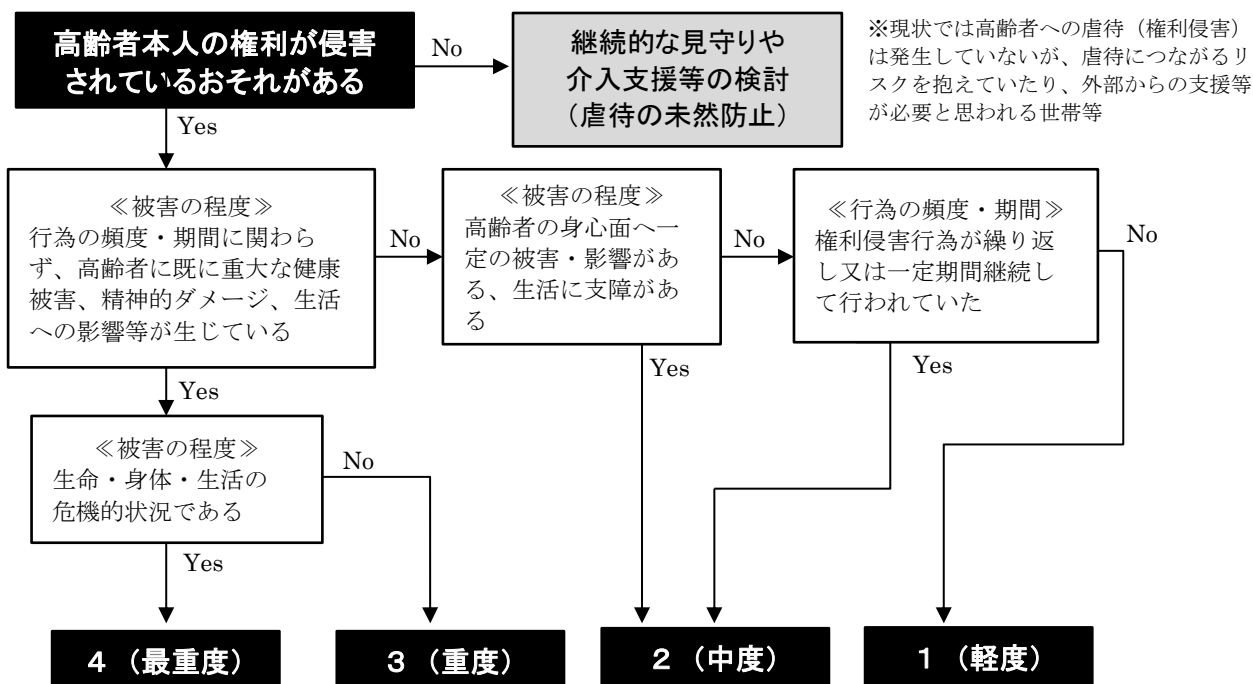 高齢者本人の権利が侵害
されているおそれがある
No
継続的な見守りや
介入支援等の検討
（虐待の未然防止）
※現状では高齢者への虐待（権利侵害）
は発生していないが、虐待につながるリ
スクを抱えていたり、外部からの支援等
が必要と思われる世帯等
Yes
≪被害の程度≫
行為の頻度・期間に関わら
ず、高齢者に既に重大な健康
被害、精神的ダメージ、生活
への影響等が生じている
No
≪被害の程度≫
高齢者の身心面へ一
定の被害・影響があ
る、生活に支障があ
る
No
≪行為の頻度・期間≫
権利侵害行為が繰り返
し又は一定期間継続し
て行われていた
No
Yes
Yes
Yes
≪被害の程度≫
生命・身体・生活の
危機的状況である
No
Yes
4（最重度）
3（重度）
2（中度）
1（軽度）